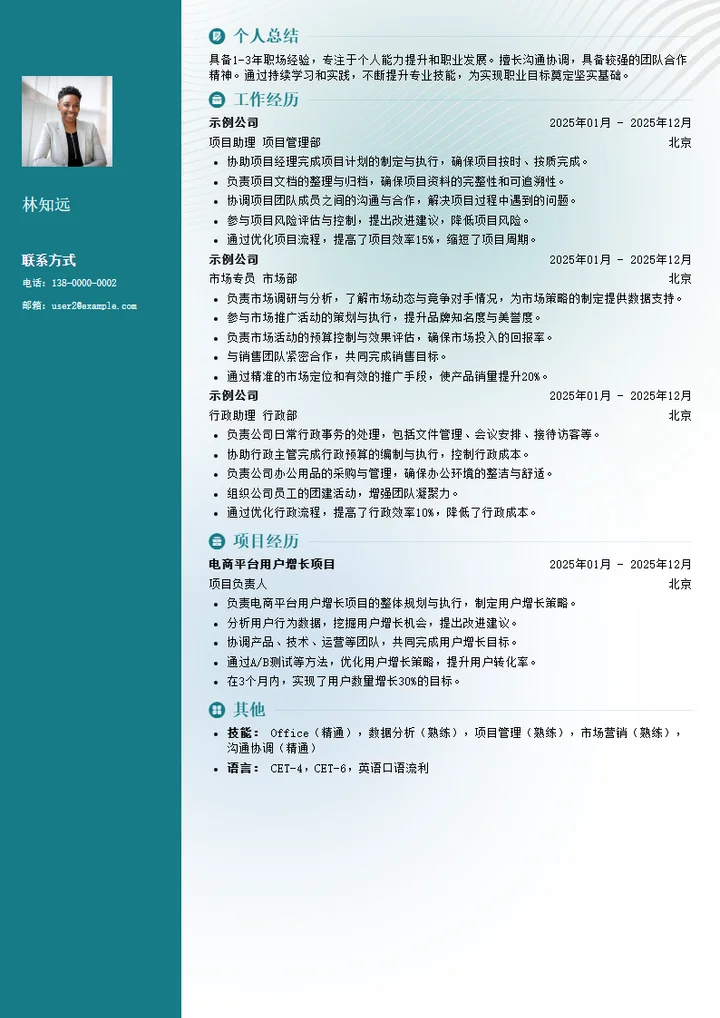 林知远
联系方式
电话：138-0000-0002
邮箱：user2@example.com
个人总结
具备1-3年职场经验，专注于个人能力提升和职业发展。擅长沟通协调，具备较强的团队合作
精神。通过持续学习和实践，不断提升专业技能，为实现职业目标奠定坚实基础。
工作经历
示例公司 2025年01月 - 2025年12月
项目助理 项目管理部 北京
• 协助项目经理完成项目计划的制定与执行，确保项目按时、按质完成。
• 负责项目文档的整理与归档，确保项目资料的完整性和可追溯性。
• 协调项目团队成员之间的沟通与合作，解决项目过程中遇到的问题。
• 参与项目风险评估与控制，提出改进建议，降低项目风险。
• 通过优化项目流程，提高了项目效率15%，缩短了项目周期。
示例公司 2025年01月 - 2025年12月
市场专员 市场部 北京
• 负责市场调研与分析，了解市场动态与竞争对手情况，为市场策略的制定提供数据支持。
• 参与市场推广活动的策划与执行，提升品牌知名度与美誉度。
• 负责市场活动的预算控制与效果评估，确保市场投入的回报率。
• 与销售团队紧密合作，共同完成销售目标。
• 通过精准的市场定位和有效的推广手段，使产品销量提升20%。
示例公司 2025年01月 - 2025年12月
行政助理 行政部 北京
• 负责公司日常行政事务的处理，包括文件管理、会议安排、接待访客等。
• 协助行政主管完成行政预算的编制与执行，控制行政成本。
• 负责公司办公用品的采购与管理，确保办公环境的整洁与舒适。
• 组织公司员工的团建活动，增强团队凝聚力。
• 通过优化行政流程，提高了行政效率10%，降低了行政成本。
项目经历
电商平台用户增长项目 2025年01月 - 2025年12月
项目负责人 北京
• 负责电商平台用户增长项目的整体规划与执行，制定用户增长策略。
• 分析用户行为数据，挖掘用户增长机会，提出改进建议。
• 协调产品、技术、运营等团队，共同完成用户增长目标。
• 通过A/B测试等方法，优化用户增长策略，提升用户转化率。
• 在3个月内，实现了用户数量增长30%的目标。
其他
• 技能： Office（精通），数据分析（熟练），项目管理（熟练），市场营销（熟练），
沟通协调（精通）
• 语言： CET-4，CET-6，英语口语流利